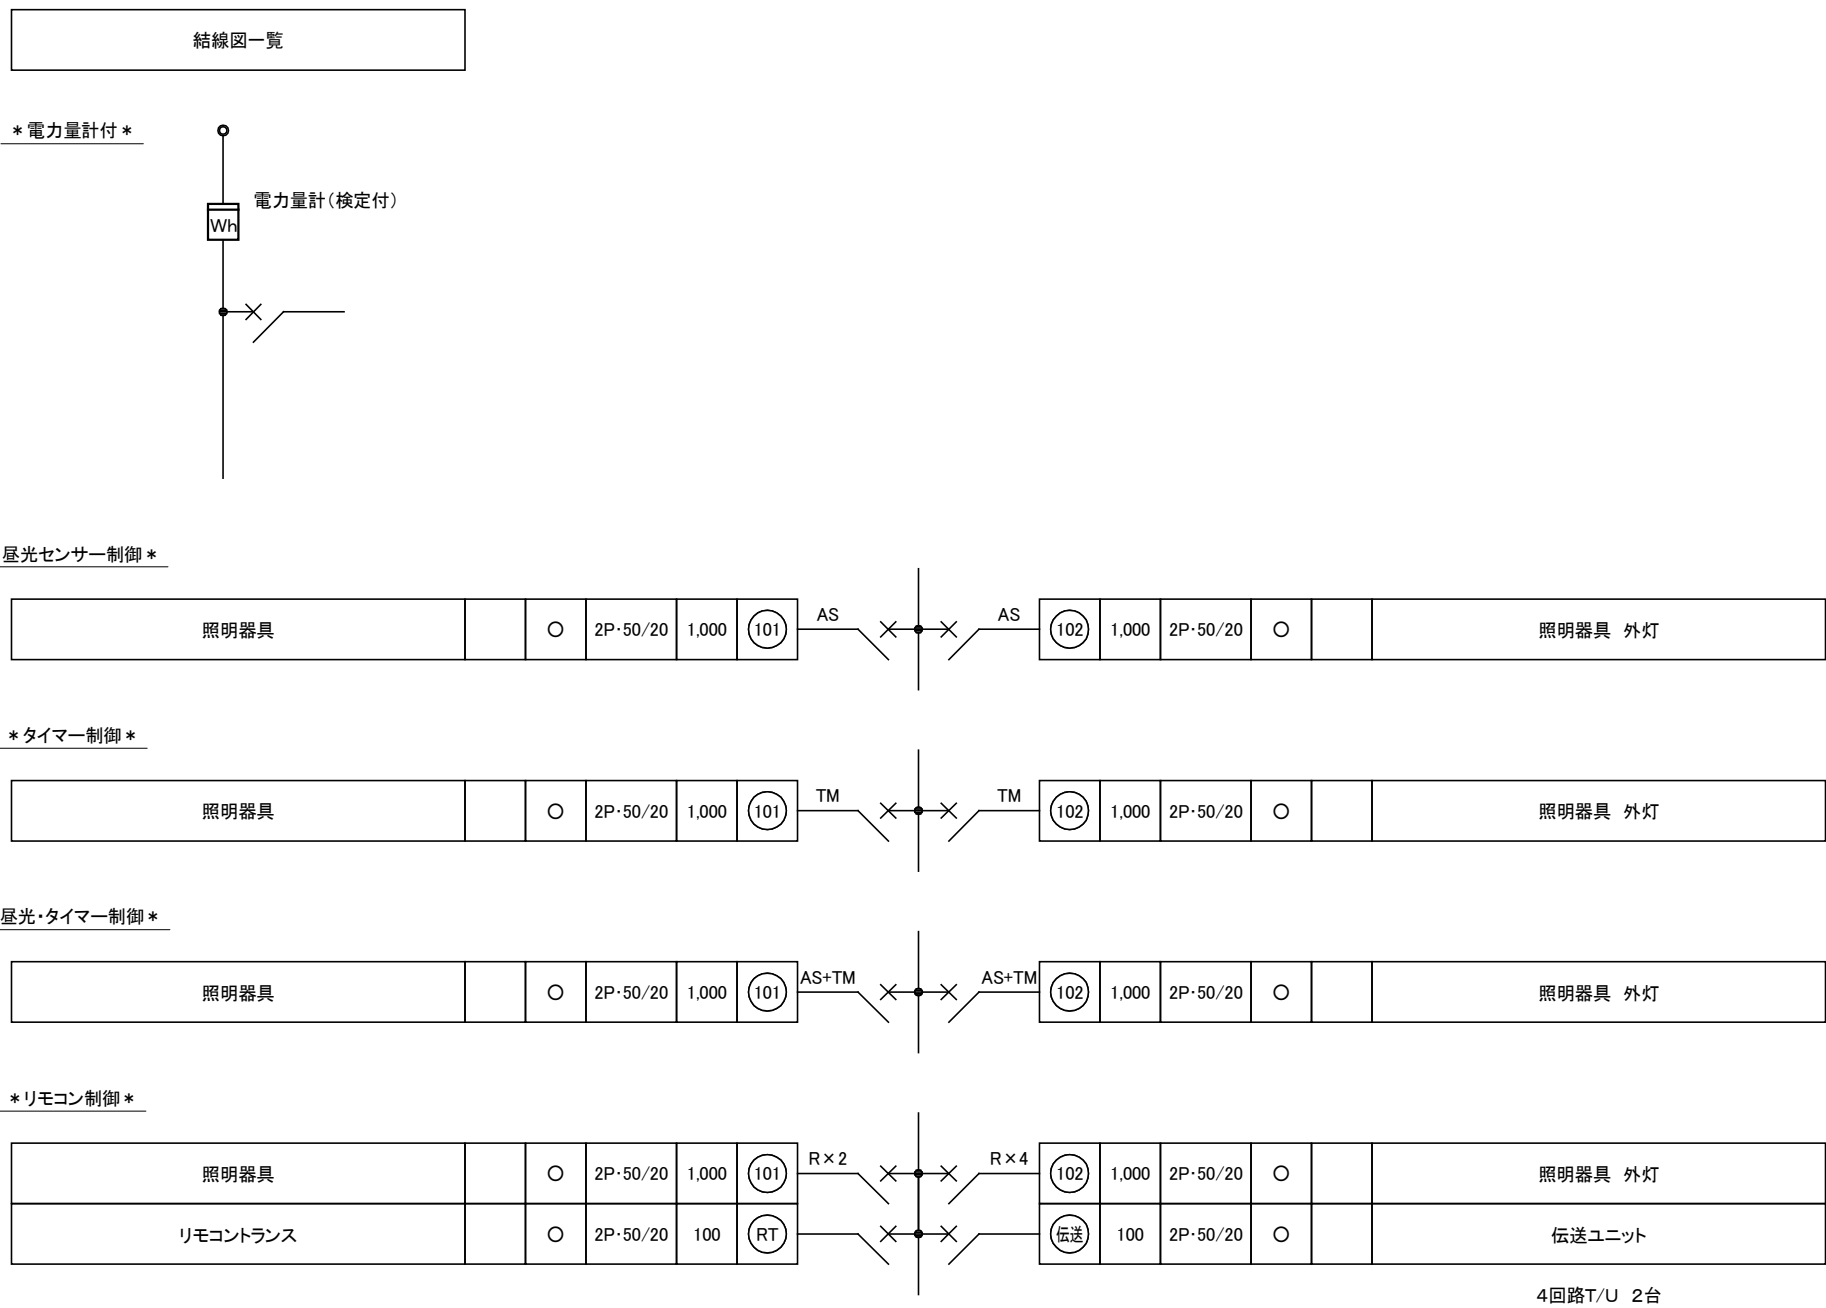 結線図一覧
*電力量計付*
電力量計(検定付)
Wh
昼光センサー制御*
照明器具 ○ 2P･50/20 1,000 101 AS AS 102 1,000 2P･50/20 ○ 照明器具 外灯
*タイマー制御*
照明器具 ○ 2P･50/20 1,000 101 TM TM 102 1,000 2P･50/20 ○ 照明器具 外灯
昼光・タイマー制御*
照明器具 ○ 2P･50/20 1,000 101 AS+TM AS+TM 102 1,000 2P･50/20 ○ 照明器具 外灯
*リモコン制御*
照明器具 ○ 2P･50/20 1,000 101 R×2 R×4 102 1,000 2P･50/20 ○ 照明器具 外灯
リモコントランス ○ 2P･50/20 100 RT 伝送 100 2P･50/20 ○ 伝送ユニット
4回路T/U 2台